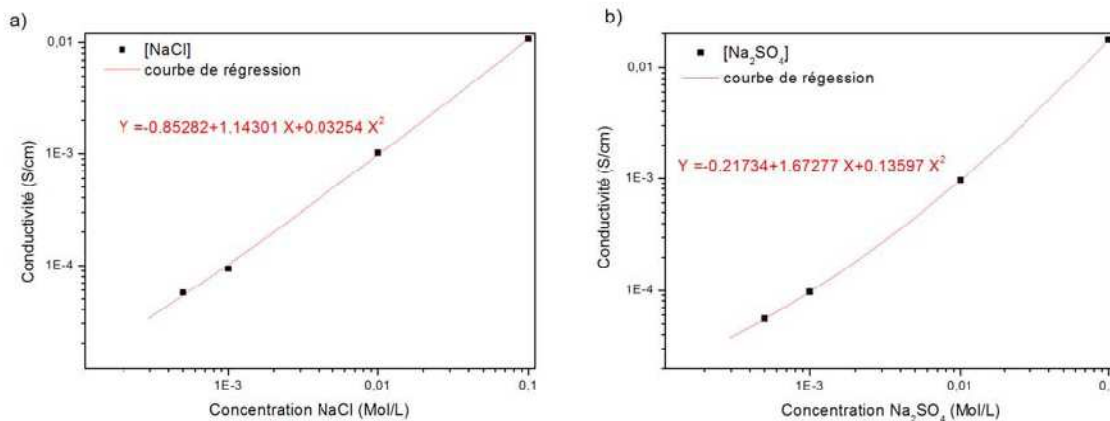 a)
0,01
1E-3
1E-4
[NaCl]
courbe de régression
Y =-0.85282+1.14301 X+0.03254 X²
Conductivité (S/cm)
1E-3
0,01
0,1
Concentration NaCl (Mol/L)
b)
0,01
1E-3
1E-4
[Na₂SO₄]
courbe de régession
Y =-0.21734+1.67277 X+0.13597 X²
Conductivité (S/cm)
1E-3
0,01
Concentration Na₂SO₄ (Mol/L)